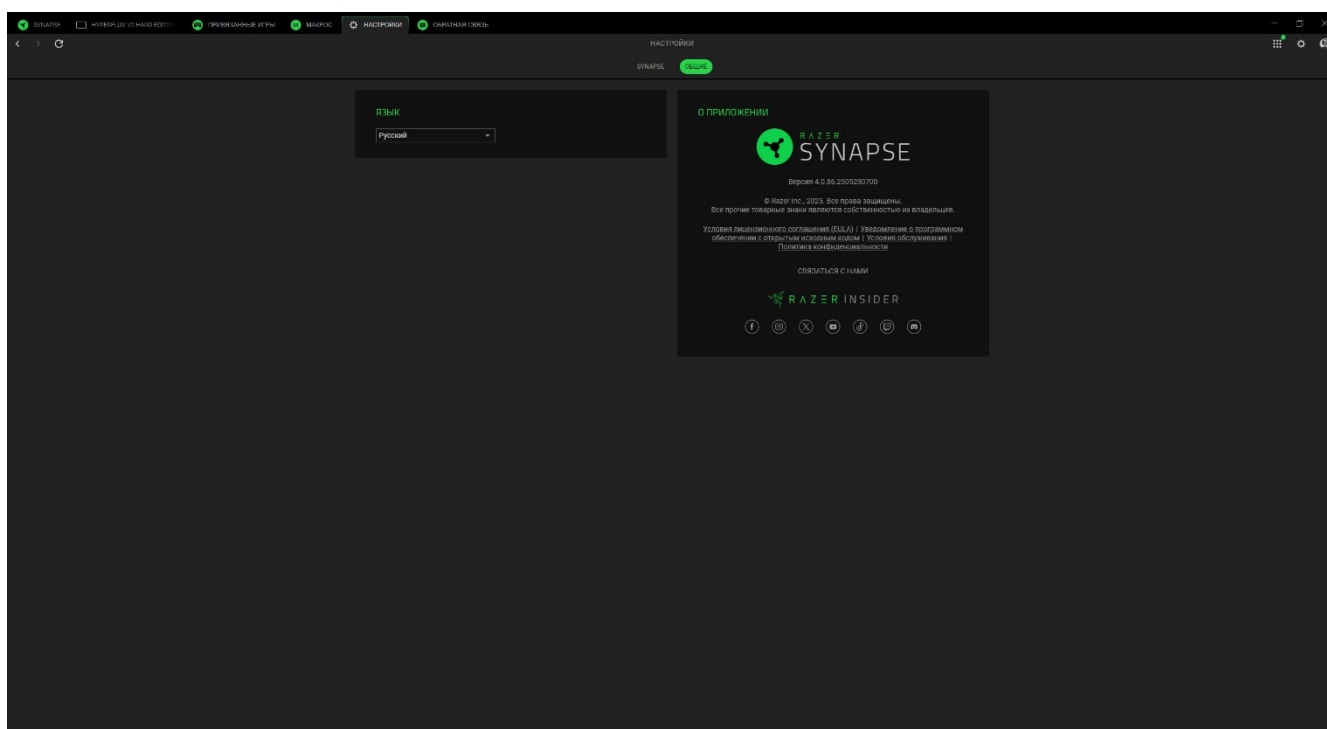 SYNAPSE
HYPERFLUX V2 HARD EDITIO
ПРИВЯЗАННЫЕ ИГРЫ
МАКРОС
НАСТРОЙКИ
ОБРАТНАЯ СВЯЗЬ
НАСТРОЙКИ
SYNAPSE
ОБЩИЕ
ЯЗЫК
Русский
О ПРИЛОЖЕНИИ
RAZER
SYNAPSE
Версия 4.0.86.2505230700
© Razer Inc., 2025. Все права защищены.
Все прочие товарные знаки являются собственностью их владельцев.
Условия лицензионного соглашения (EULA) | Уведомление о программном
обеспечении с открытым исходным кодом | Условия обслуживания |
Политика конфиденциальности
СВЯЗАТЬСЯ С НАМИ
RAZER INSIDER